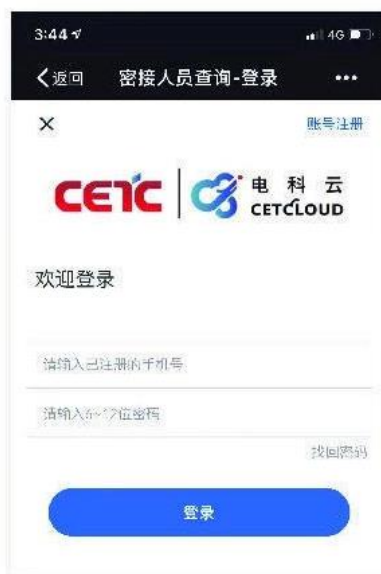 3:44 4G
返回 密接人员查询-登录
账号注册
CETC 电科云
CETCLOUD
欢迎登录
请输入已注册的手机号
请输入6~12位密码
找回密码
登录